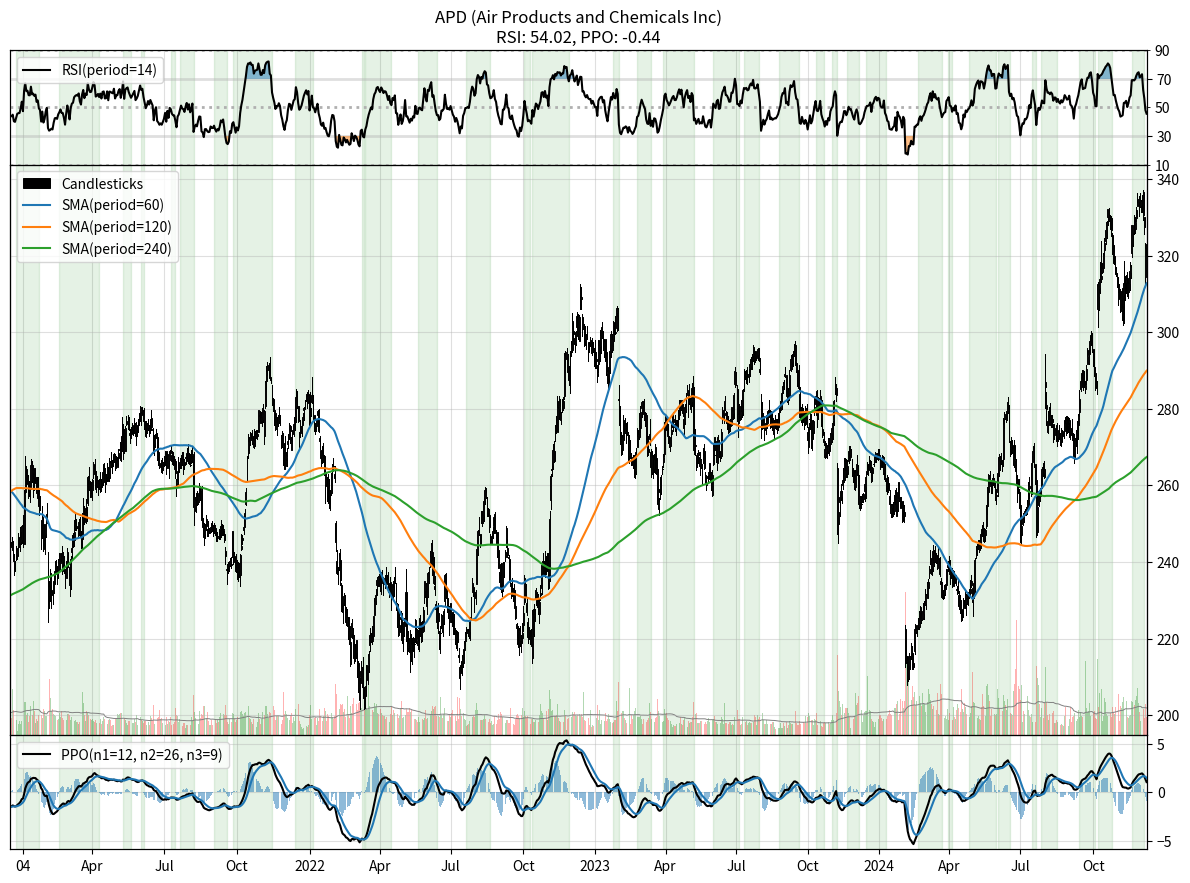 APD (Air Products and Chemicals Inc)
RSI: 54.02, PPO: -0.44
RSI(period=14)
90
70
50
30
10
Candlesticks
SMA(period=60)
SMA(period=120)
SMA(period=240)
340
320
300
280
260
240
220
200
PPO(n1=12, n2=26, n3=9)
5
0
−5
04 Apr Jul Oct 2022 Apr Jul Oct 2023 Apr Jul Oct 2024 Apr Jul Oct